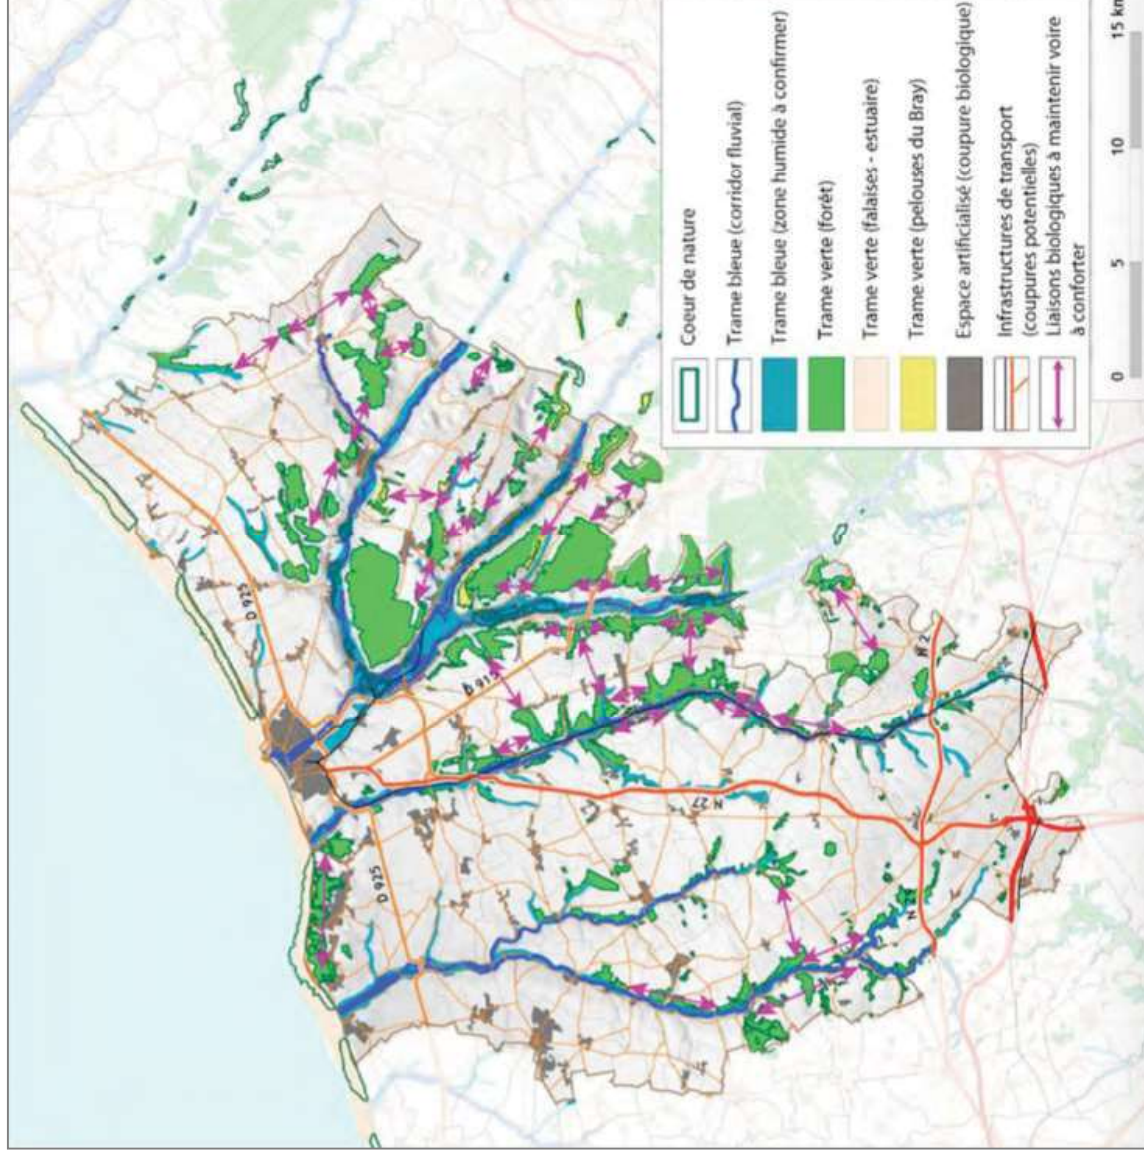 Coeur de nature
Trame bleue (corridor fluvial)
Trame bleue (zone humide à confirmer)
Trame verte (forêt)
Trame verte (falaises - estuaire)
Trame verte (pelouses du Bray)
Espace artificialisé (coupure biologique)
Infrastructures de transport
(coupures potentielles)
Liaisons biologiques à maintenir voire
à conforter
0 5 10 15 km
D 925
D 915
N 27
D 925
N 2
N 29